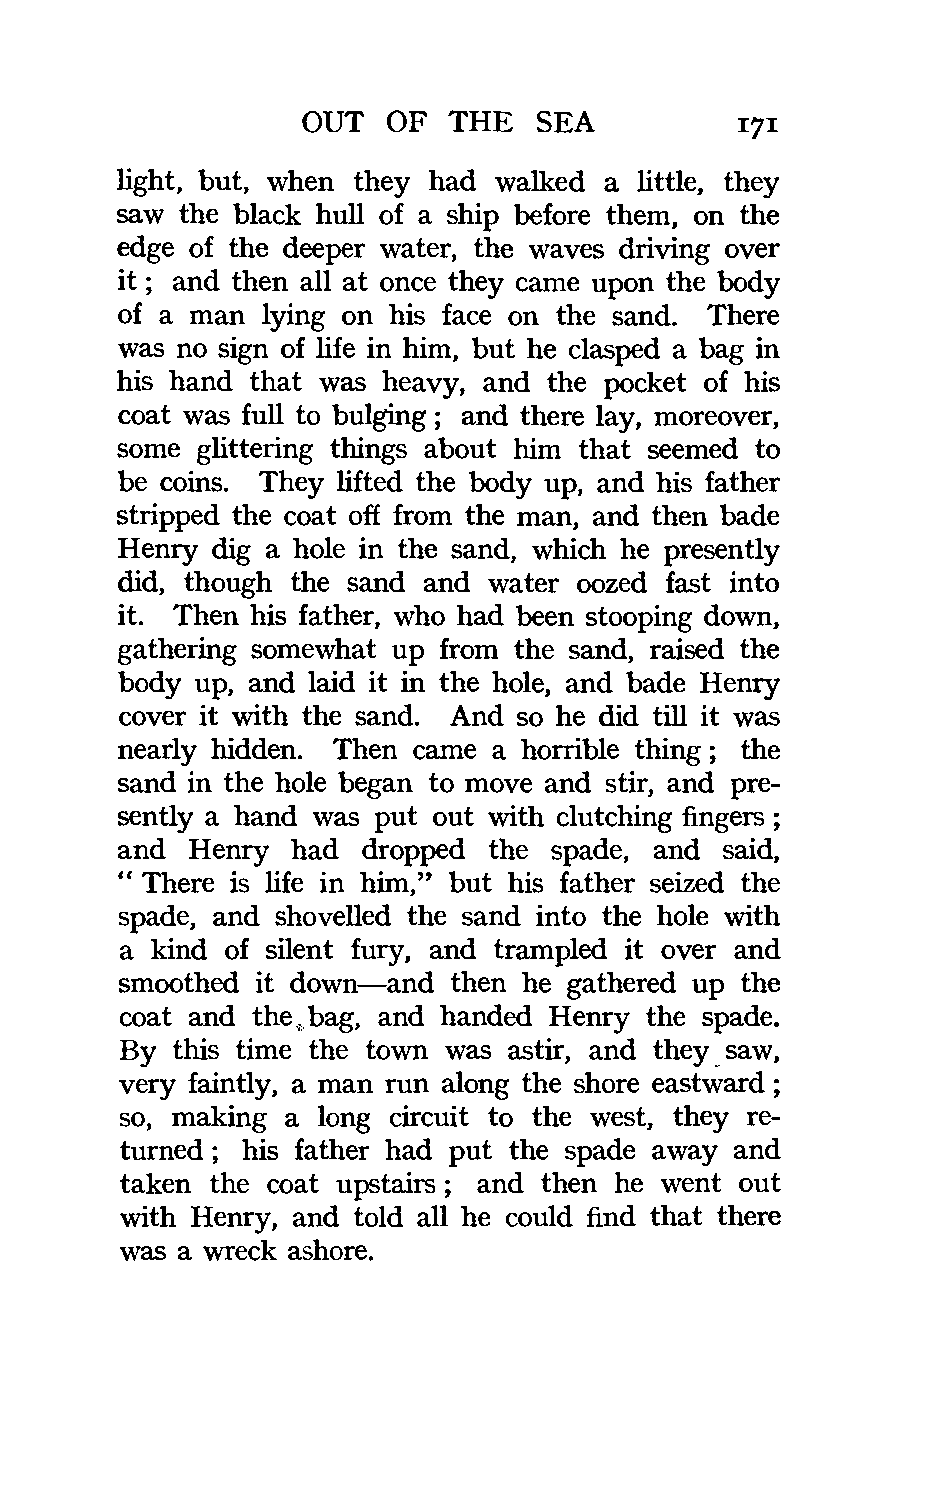 OUT OF THE SEA 171
light, but, when they had walked a little, they
saw the black hull of a ship before them, on the
edge of the deeper water, the waves driving over
it ; and then all at once they came upon the body
of a man lying on his face on the sand. There
was no sign of life in him, but he clasped a bag in
his hand that was heavy, and the pocket of his
coat was full to bulging ; and there lay, moreover,
some glittering things about him that seemed to
be coins. They lifted the body up, and his father
stripped the coat off from the man, and then bade
Henry dig a hole in the sand, which he presently
did, though the sand and water oozed fast into
it. Then his father, who had been stooping down,
gathering somewhat up from the sand, raised the
body up, and laid it in the hole, and bade Henry
cover it with the sand. And so he did till it was
nearly hidden. Then came a horrible thing ; the
sand in the hole began to move and stir, and pre-
sently a hand was put out with clutching fingers ;
and Henry had dropped the spade, and said,
“ There is life in him,” but his father seized the
spade, and shovelled the sand into the hole with
a kind of silent fury, and trampled it over and
smoothed it down—and then he gathered up the
coat and the bag, and handed Henry the spade.
By this time the town was astir, and they saw,
very faintly, a man run along the shore eastward ;
so, making a long circuit to the west, they re-
turned ; his father had put the spade away and
taken the coat upstairs ; and then he went out
with Henry, and told all he could find that there
was a wreck ashore.